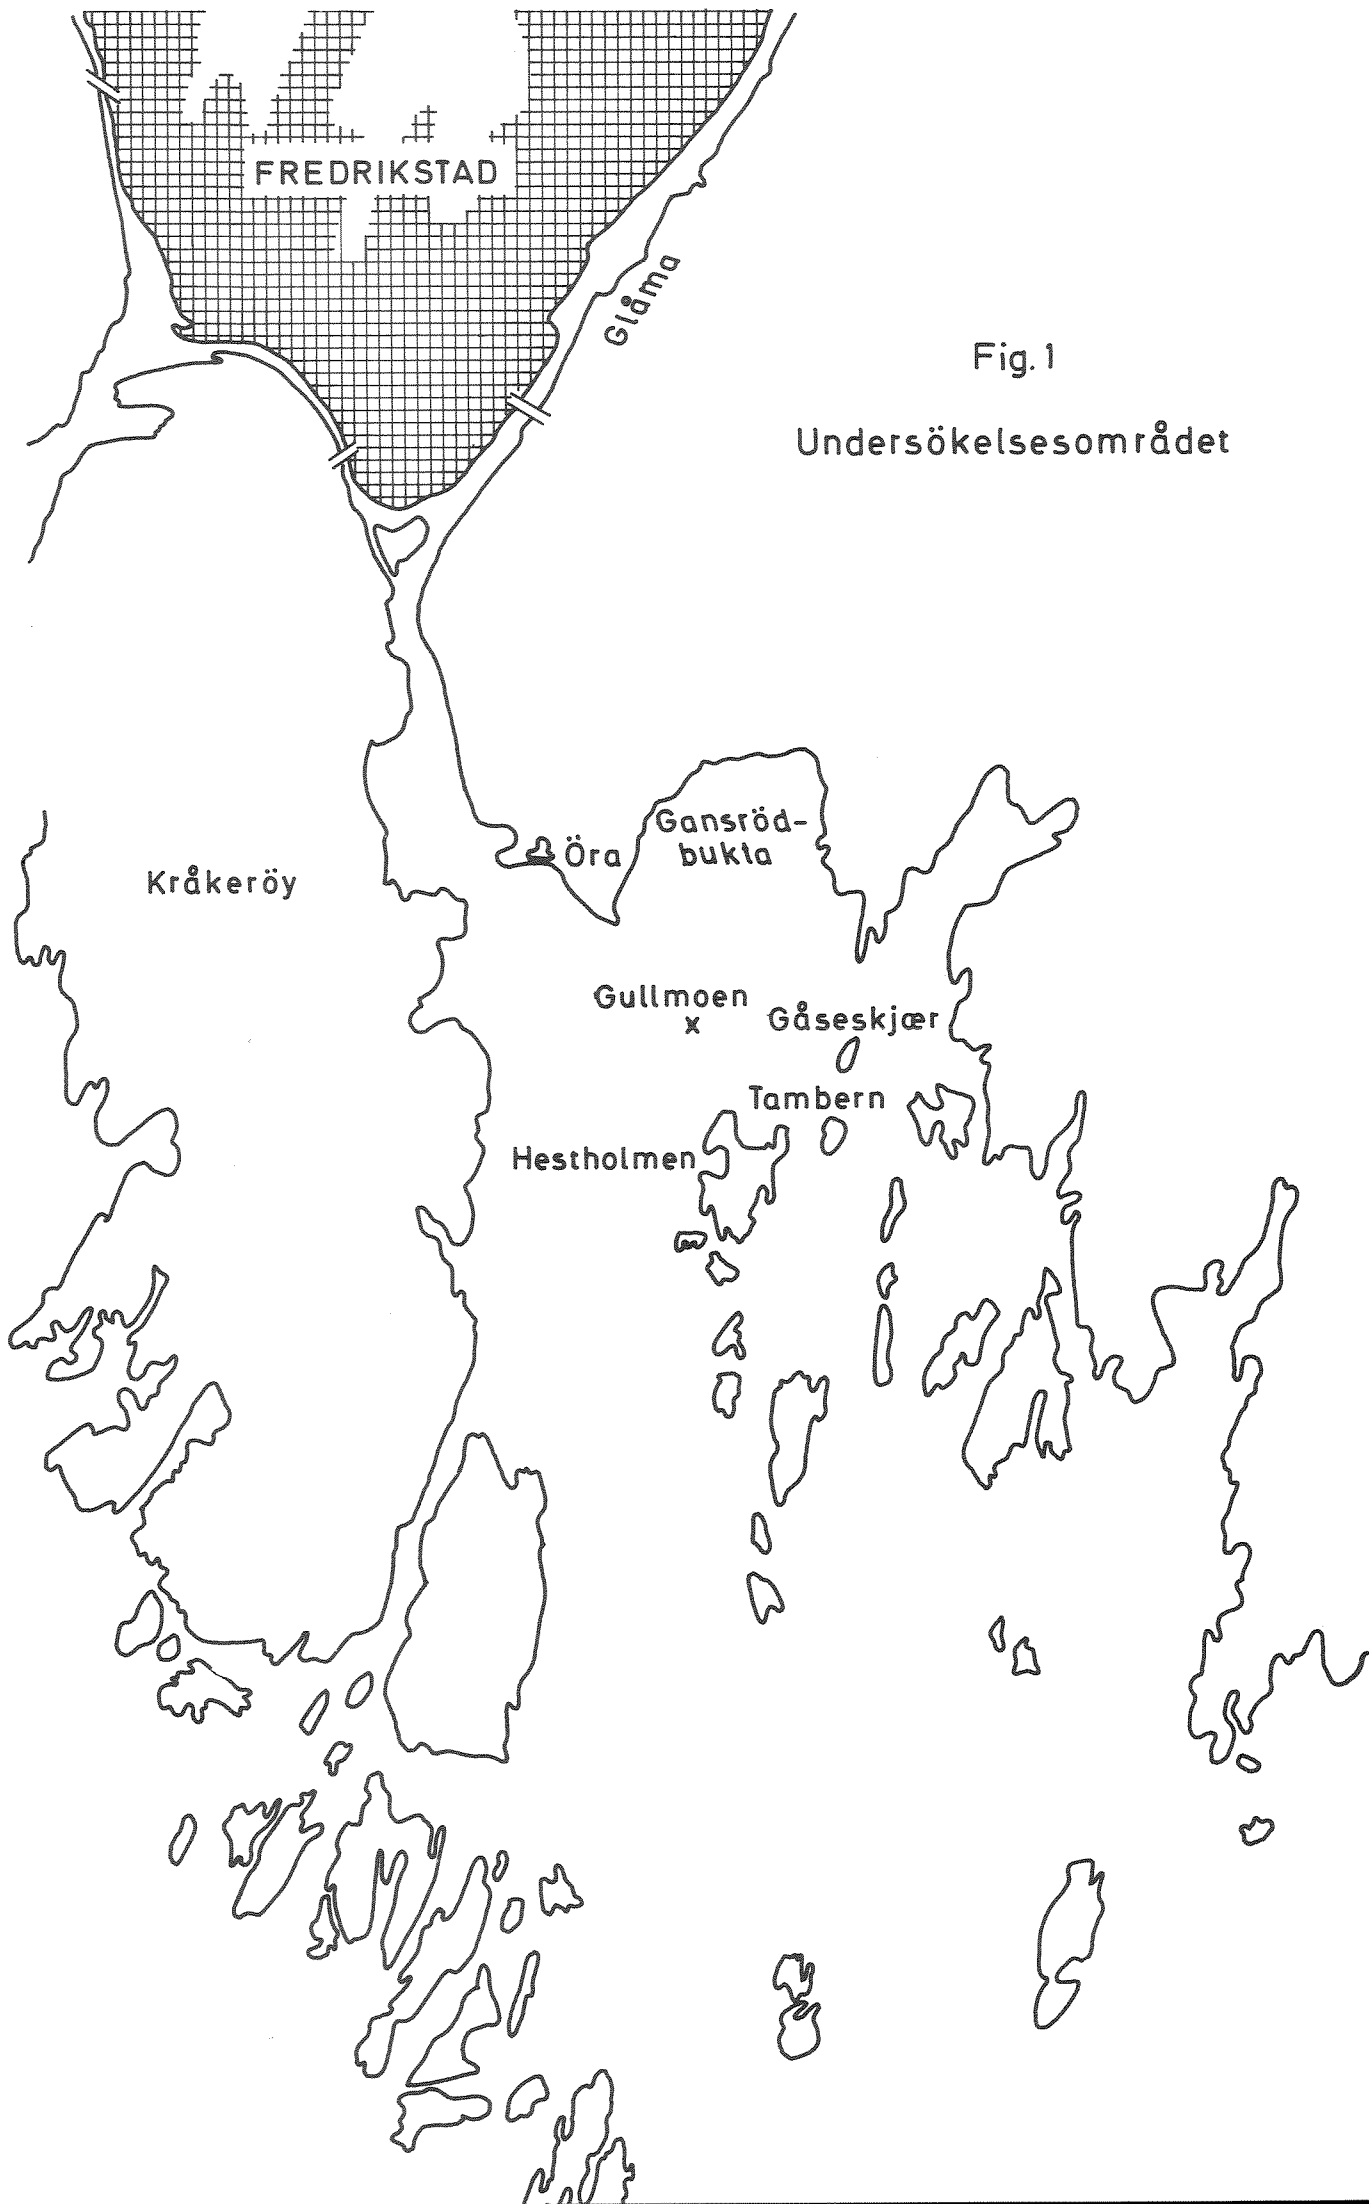 FREDRIKSTAD
Glåma
Fig. 1
Undersökelsesområdet
Gansröd-
bukta
Öra
Kråkeröy
Gullmoen
x
Gåseskjær
Tambern
Hestholmen